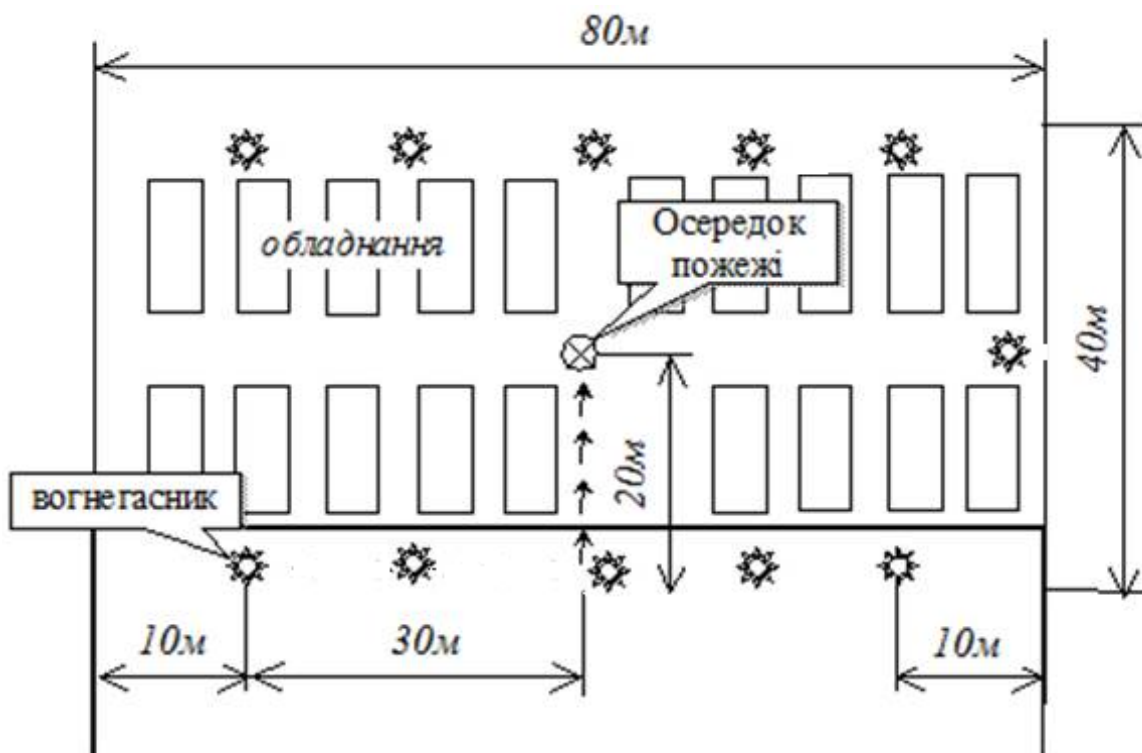 80м
обладнання
Осередок
пожежі
40м
20м
вогнегасник
10м
30м
10м